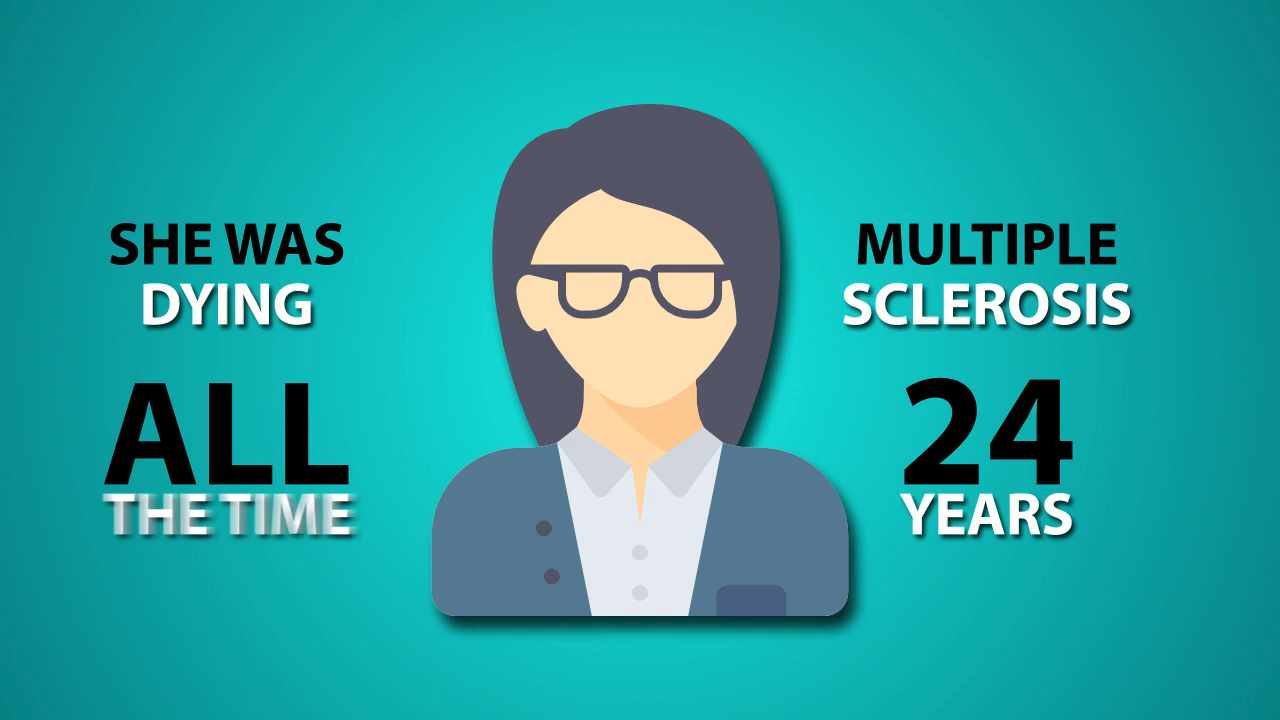 SHE WAS
DYING
ALL
THE TIME
MULTIPLE
SCLEROSIS
24
YEARS